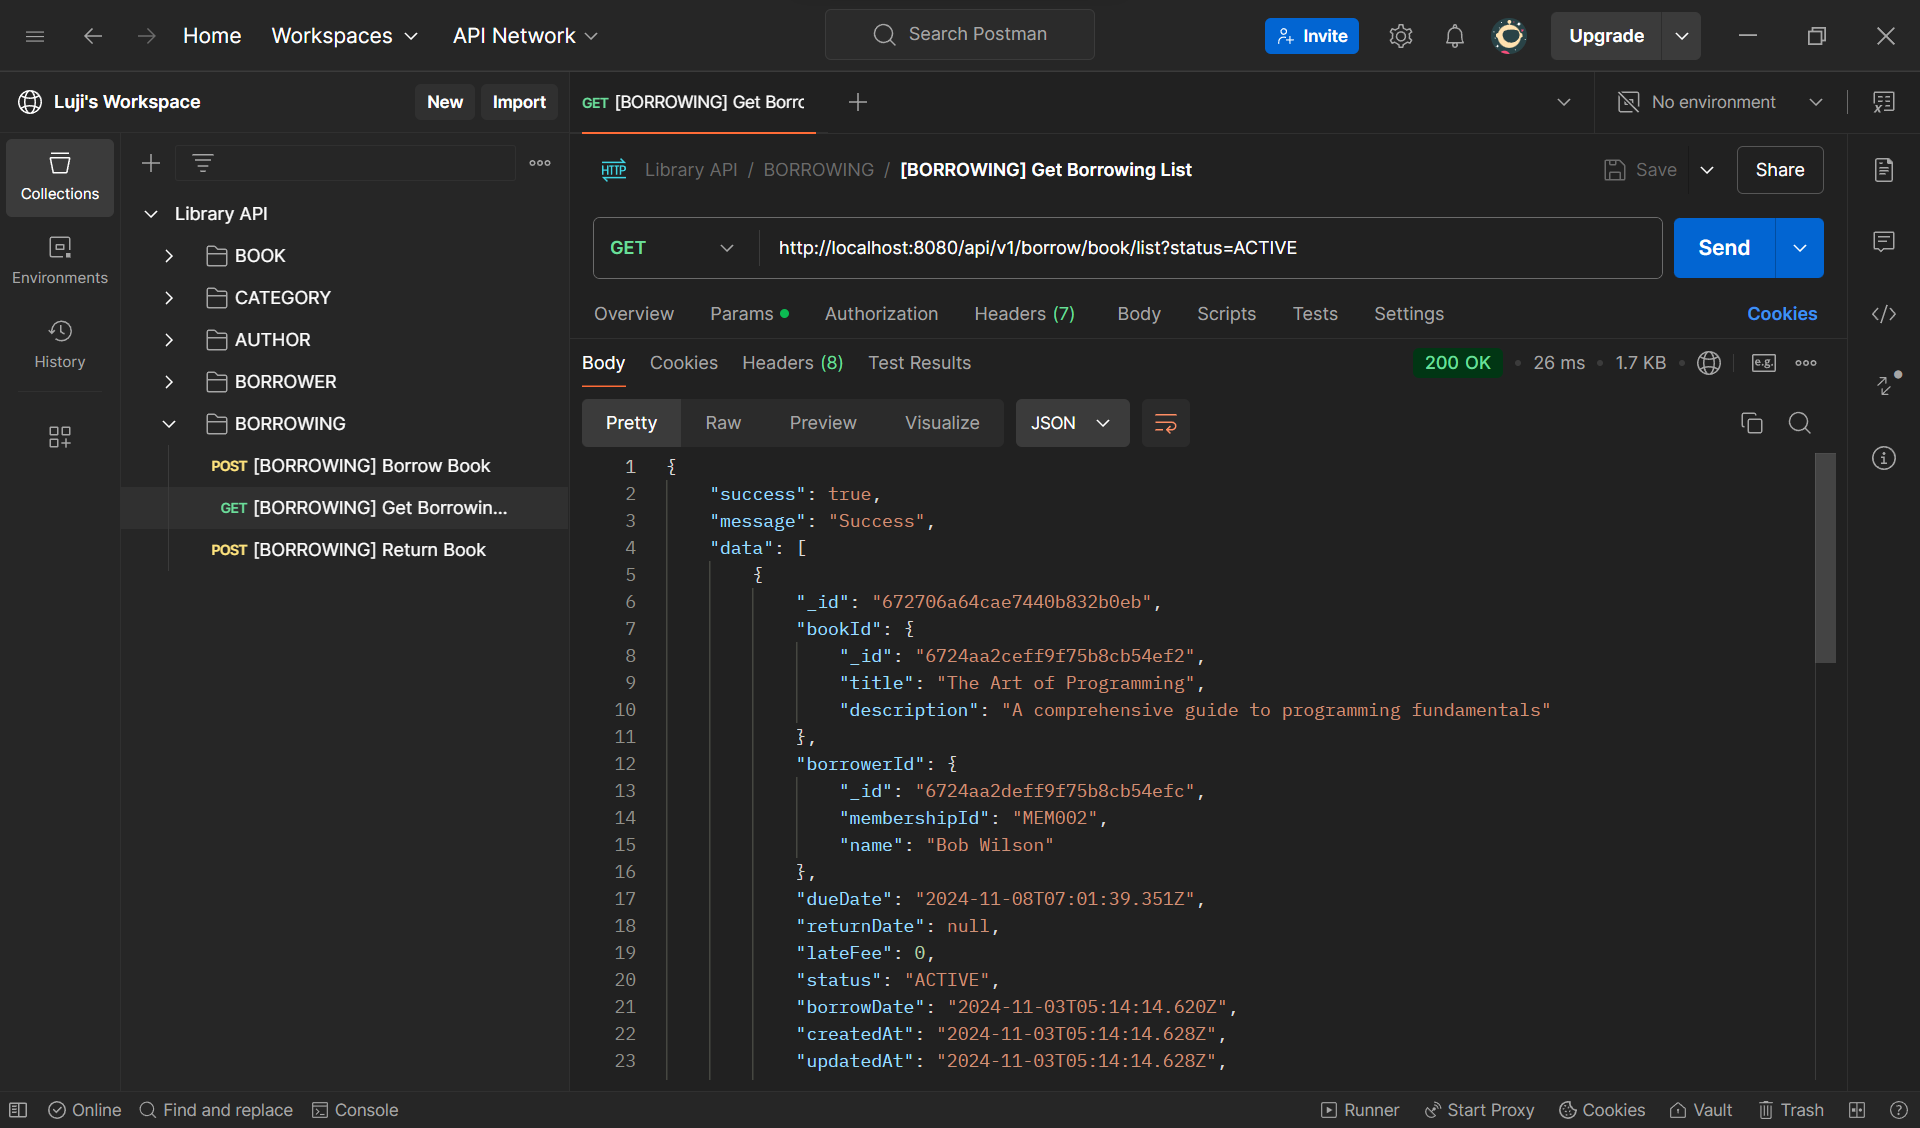 Home Workspaces API Network Search Postman Invite Upgrade
Luji's Workspace New Import GET [BORROWING] Gett Borrc No environment
Collections
Environments
History
Library API
BOOK
CATEGORY
AUTHOR
BORROWER
BORROWING
POST [BORROWING] Borrow Book
GET [BORROWING] Get Borrowin...
POST [BORROWING] Return Book
HTTP Library API / BORROWING / [BORROWING] Get Borrowing List Save Share
GET http://localhost:8080/api/v1/borrow/book/list?status=ACTIVE Send
Overview Params Authorization Headers (7) Body Scripts Tests Settings Cookies
Body Cookies Headers (8) Test Results 200 OK 26 ms 1.7 KB e.g.
Pretty Raw Preview Visualize JSON
1 {
2 "success": true,
3 "message": "Success",
4 "data": [
5 {
6 "_id": "672706a64cae7440b832b0eb",
7 "bookId": {
8 "_id": "6724aa2ceff9f75b8cb54ef2",
9 "title": "The Art of Programming",
10 "description": "A comprehensive guide to programming fundamentals"
11 },
12 "borrowerId": {
13 "_id": "6724aa2deff9f75b8cb54efc",
14 "membershipId": "MEM002",
15 "name": "Bob Wilson"
16 },
17 "dueDate": "2024-11-08T07:01:39.351Z",
18 "returnDate": null,
19 "lateFee": 0,
20 "status": "ACTIVE",
21 "borrowDate": "2024-11-03T05:14:14.620Z",
22 "createdAt": "2024-11-03T05:14:14.628Z",
23 "updatedAt": "2024-11-03T05:14:14.628Z",
Online Find and replace Console Runner Start Proxy Cookies Vault Trash